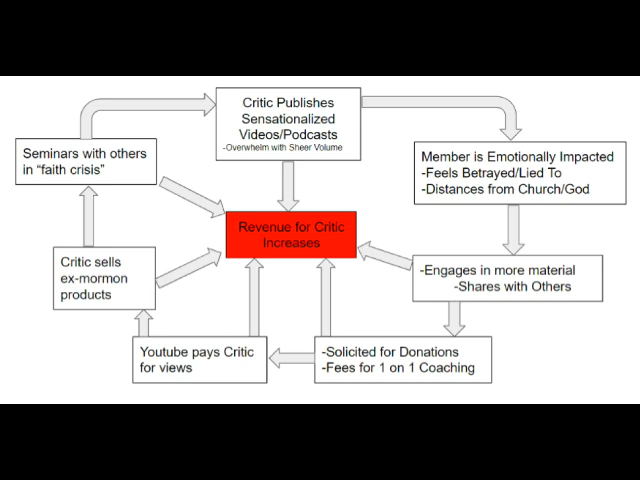 Critic Publishes
Sensationalized
Videos/Podcasts
-Overwhelm with Sheer Volume
Seminars with others
in "faith crisis"
Member is Emotionally Impacted
-Feels Betrayed/Lied To
-Distances from Church/God
Revenue for Critic
Increases
Critic sells
ex-mormon
products
-Engages in more material
-Shares with Others
Youtube pays Critic
for views
-Solicited for Donations
-Fees for 1 on 1 Coaching